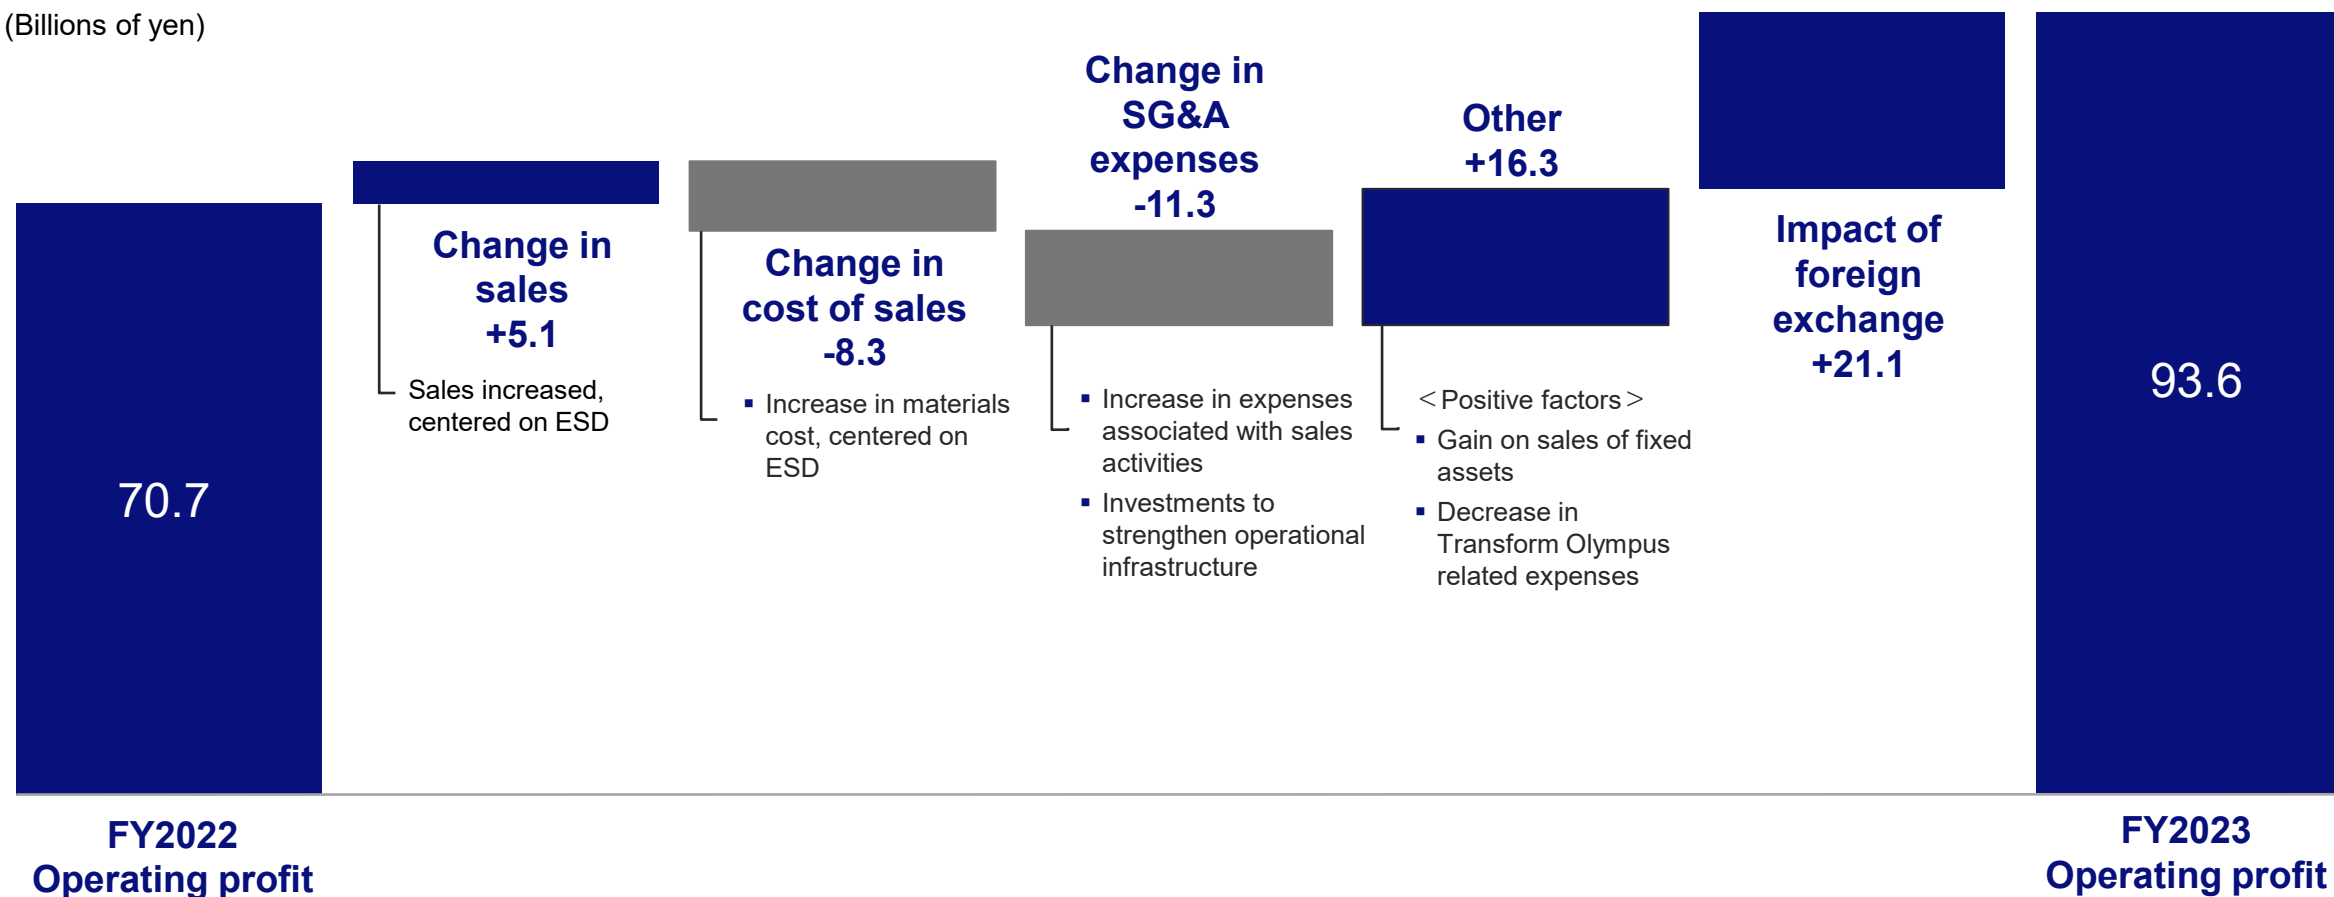 (Billions of yen)
70.7
FY2022
Operating profit
Change in
sales
+5.1
Sales increased,
centered on ESD
Change in
cost of sales
-8.3
▪ Increase in materials
cost, centered on
ESD
Change in
SG&A
expenses
-11.3
▪ Increase in expenses
associated with sales
activities
▪ Investments to
strengthen operational
infrastructure
Other
+16.3
＜Positive factors＞
▪ Gain on sales of fixed
assets
▪ Decrease in
Transform Olympus
related expenses
Impact of
foreign
exchange
+21.1
93.6
FY2023
Operating profit